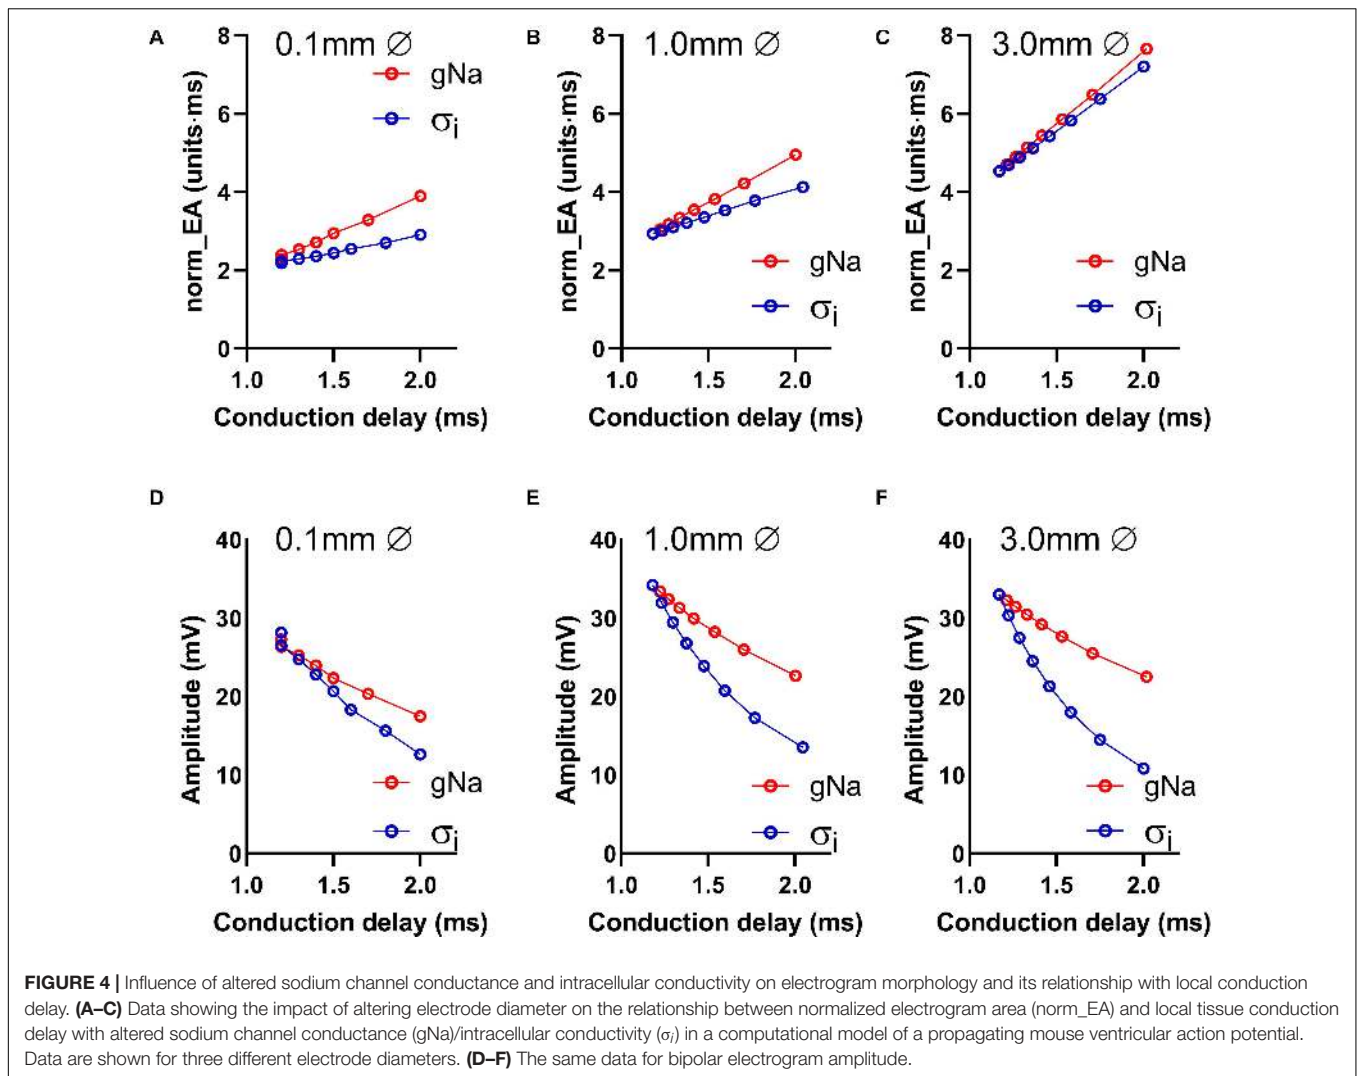 A
0.1mm ∅
gNa
σi
norm_EA (units·ms)
8
6
4
2
0
1.0 1.5 2.0
Conduction delay (ms)
B
1.0mm ∅
norm_EA (units·ms)
8
6
4
2
0
gNa
σi
1.0 1.5 2.0
Conduction delay (ms)
C
3.0mm ∅
norm_EA (units·ms)
8
6
4
2
0
gNa
σi
1.0 1.5 2.0
Conduction delay (ms)
D
0.1mm ∅
Amplitude (mV)
40
30
20
10
0
gNa
σi
1.0 1.5 2.0
Conduction delay (ms)
E
1.0mm ∅
Amplitude (mV)
40
30
20
10
0
gNa
σi
1.0 1.5 2.0
Conduction delay (ms)
F
3.0mm ∅
Amplitude (mV)
40
30
20
10
0
gNa
σi
1.0 1.5 2.0
Conduction delay (ms)
FIGURE 4 | Influence of altered sodium channel conductance and intracellular conductivity on electrogram morphology and its relationship with local conduction
delay. (A–C) Data showing the impact of altering electrode diameter on the relationship between normalized electrogram area (norm_EA) and local tissue conduction
delay with altered sodium channel conductance (gNa)/intracellular conductivity (σi) in a computational model of a propagating mouse ventricular action potential.
Data are shown for three different electrode diameters. (D–F) The same data for bipolar electrogram amplitude.